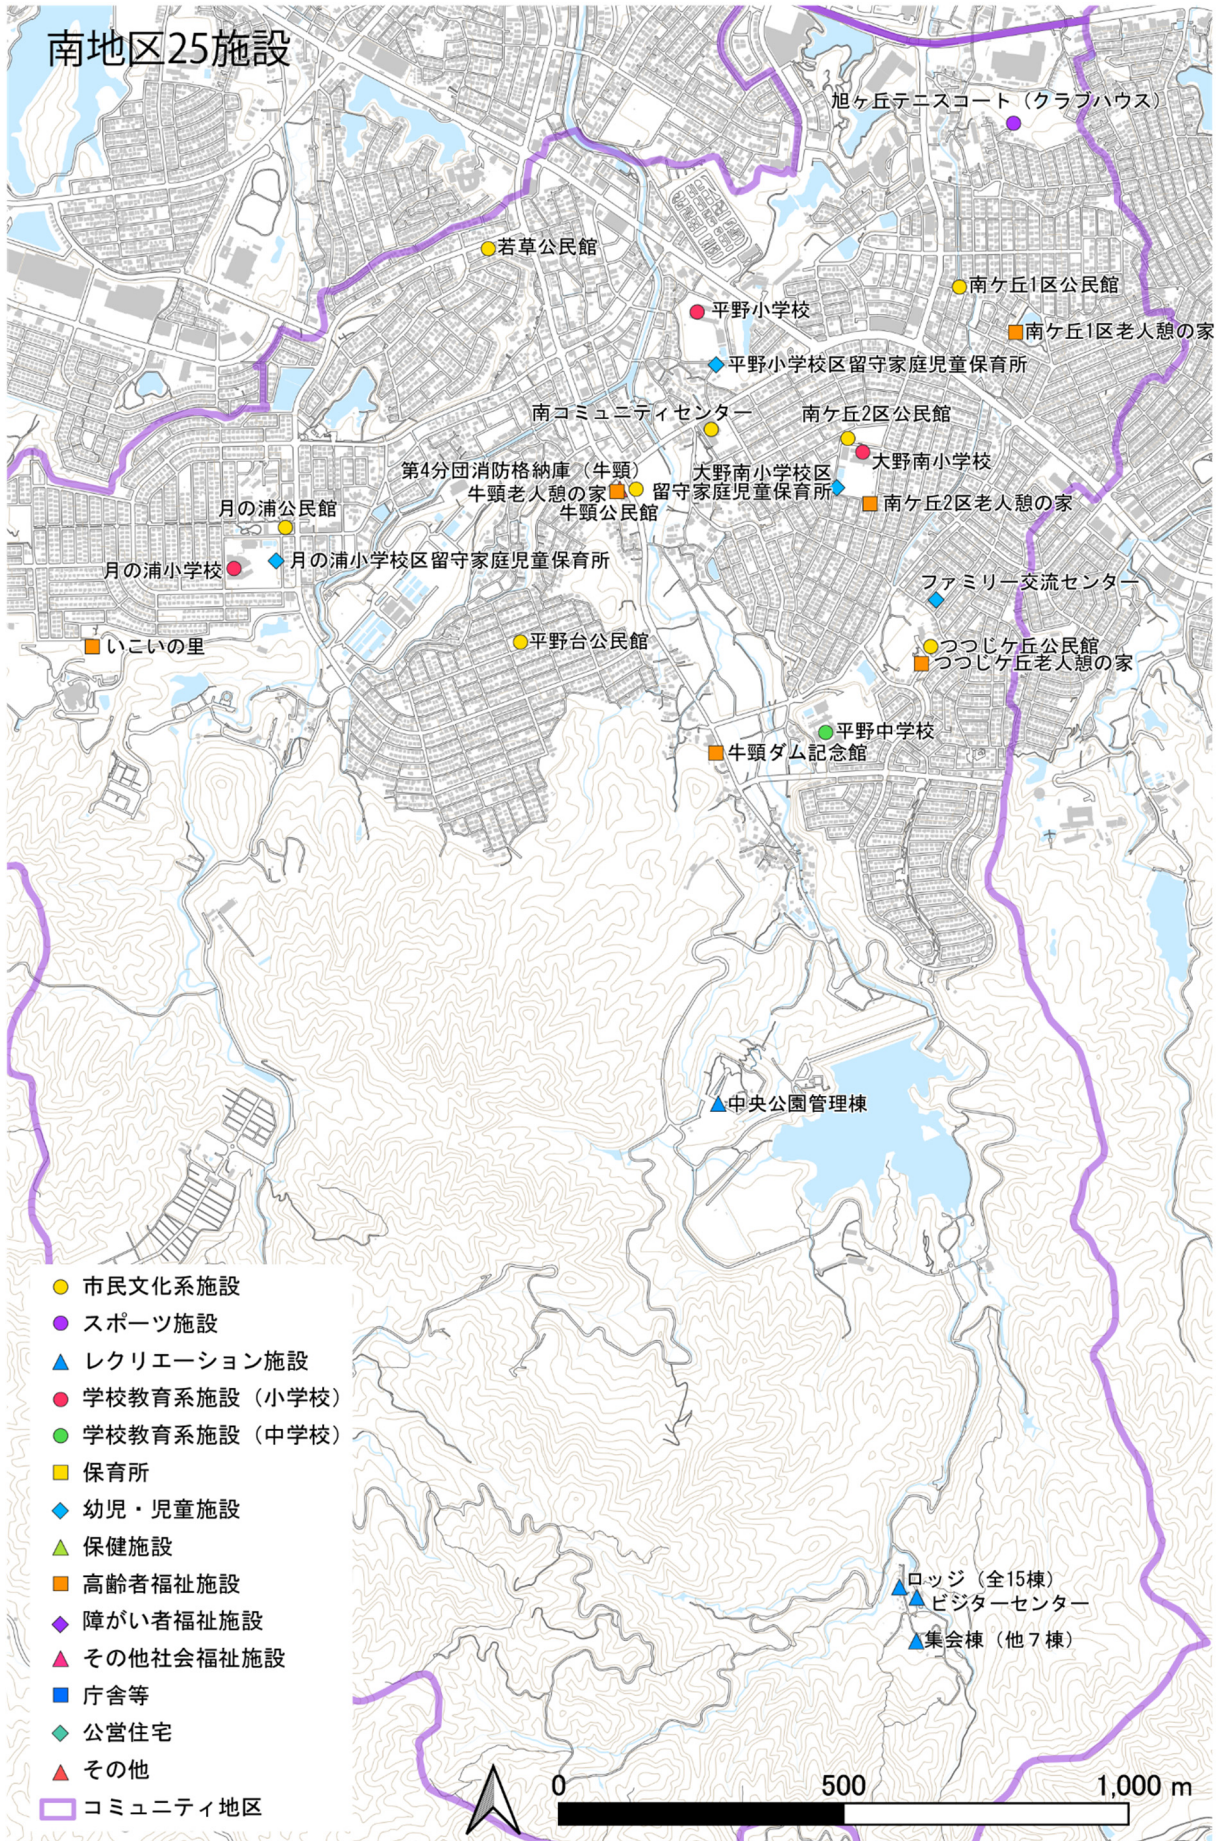 南地区25施設
旭ヶ丘テニスコート（クラブハウス）
若草公民館
南ケ丘1区公民館
平野小学校
南ケ丘1区老人憩の家
平野小学校区留守家庭児童保育所
南コミュニティセンター
南ケ丘2区公民館
大野南小学校
第4分団消防格納庫（牛頸）
大野南小学校区
留守家庭児童保育所
牛頸老人憩の家
南ケ丘2区老人憩の家
牛頸公民館
月の浦公民館
月の浦小学校区留守家庭児童保育所
月の浦小学校
ファミリー交流センター
いこいの里
平野台公民館
つつじケ丘公民館
つつじケ丘老人憩の家
平野中学校
牛頸ダム記念館
中央公園管理棟
ロッジ（全15棟）
ビジターセンター
集会棟（他７棟）
市民文化系施設
スポーツ施設
レクリエーション施設
学校教育系施設（小学校）
学校教育系施設（中学校）
保育所
幼児・児童施設
保健施設
高齢者福祉施設
障がい者福祉施設
その他社会福祉施設
庁舎等
公営住宅
その他
コミュニティ地区
0 500 1,000 m